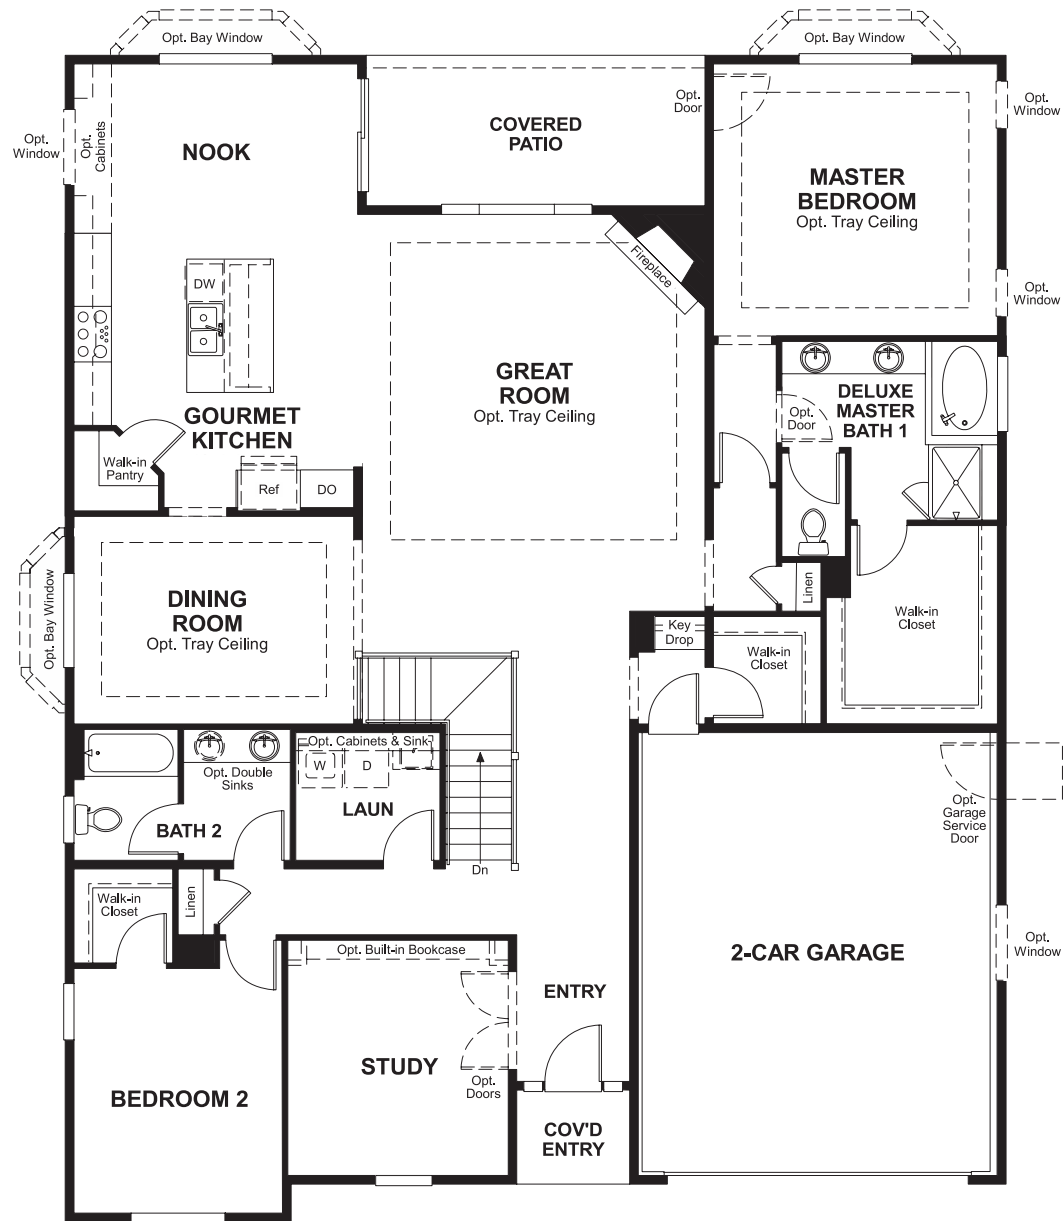 Opt. Bay Window
Opt. Bay Window
Opt.
Window
Opt.
Cabinets
NOOK
COVERED
PATIO
Opt.
Door
Opt.
Window
MASTER
BEDROOM
Opt. Tray Ceiling
Opt.
Window
DW
Fireplace
GREAT
ROOM
Opt. Tray Ceiling
GOURMET
KITCHEN
DELUXE
MASTER
BATH 1
Opt.
Door
Walk-in
Pantry
Ref
DO
Opt. Bay Window
DINING
ROOM
Opt. Tray Ceiling
Linen
Walk-in
Closet
Key
Drop
Walk-in
Closet
Opt. Cabinets & Sink
W
D
LAUN
Opt. Double
Sinks
BATH 2
Dn
Opt.
Garage
Service
Door
Walk-in
Closet
Linen
Opt. Built-in Bookcase
2-CAR GARAGE
Opt.
Window
ENTRY
STUDY
Opt.
Doors
BEDROOM 2
COV'D
ENTRY